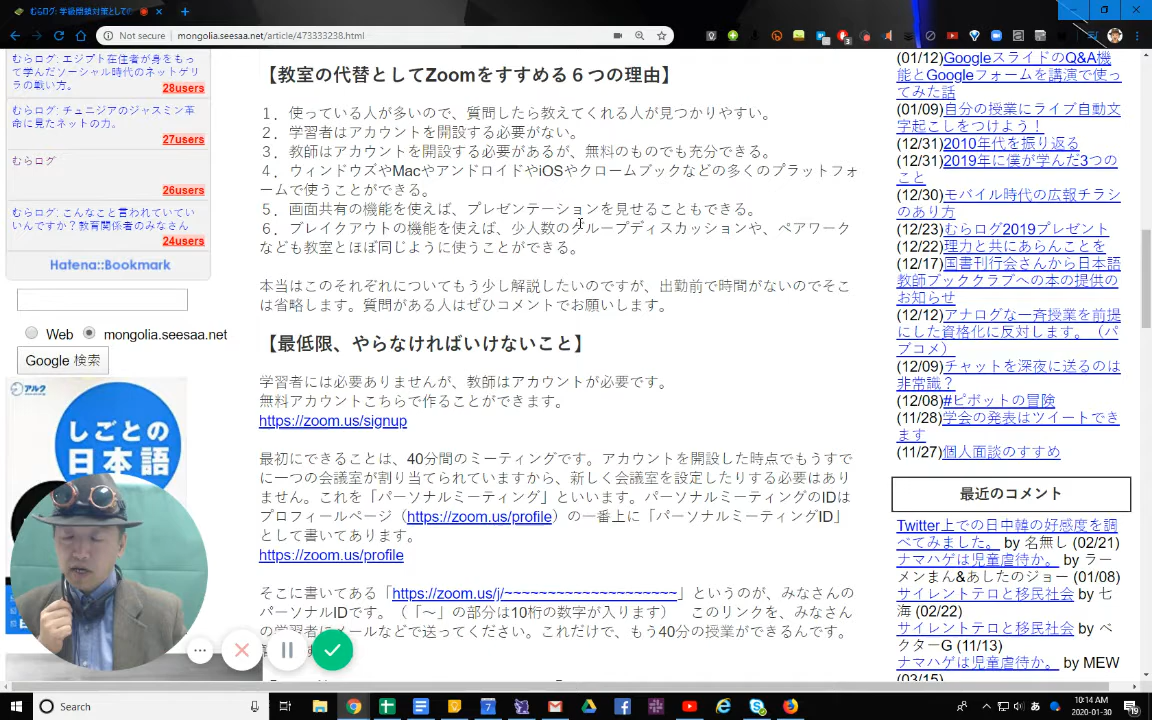 むらログ: 学級閉鎖対策としての
Not secure
mongolia.seesaa.net/article/473333238.html
むらログ: エジプト在住者が身をもっ
て学んだソーシャル時代のネットゲリ
ラの戦い方。
28users
むらログ: チュニジアのジャスミン革
命に見たネットの力。
27users
むらログ
26users
むらログ: こんなこと言われていてい
いんですか？教育関係者のみなさん
24users
Hatena::Bookmark
Web
mongolia.seesaa.net
Google 検索
アルク
しごとの
日本語
【教室の代替としてZoomをすすめる６つの理由】
１．使っている人が多いので、質問したら教えてくれる人が見つかりやすい。
２．学習者はアカウントを開設する必要がない。
３．教師はアカウントを開設する必要があるが、無料のものでも充分できる。
４．ウィンドウズやMacやアンドロイドやiOSやクロームブックなどの多くのプラットフォ
ームで使うことができる。
５．画面共有の機能を使えば、プレゼンテーションを見せることもできる。
６．ブレイクアウトの機能を使えば、少人数のグループディスカッションや、ペアワーク
なども教室とほぼ同じように使うことができる。
本当はこのそれぞれについてもう少し解説したいのですが、出勤前で時間がないのでそこ
は省略します。質問がある人はぜひコメントでお願いします。
【最低限、やらなければいけないこと】
学習者には必要ありませんが、教師はアカウントが必要です。
無料アカウントこちらで作ることができます。
https://zoom.us/signup
最初にできることは、40分間のミーティングです。アカウントを開設した時点でもうすで
に一つの会議室が割り当てられていますから、新しく会議室を設定したりする必要はあり
ません。これを「パーソナルミーティング」といいます。パーソナルミーティングのIDは
プロフィールページ（https://zoom.us/profile）の一番上に「パーソナルミーティングID」
として書いてあります。
https://zoom.us/profile
そこに書いてある「https://zoom.us/j/~~~~~~~~~~~~~~~~~~~~」というのが、みなさんの
パーソナルIDです。（「～」の部分は10桁の数字が入ります）　このリンクを、みなさん
の学習者にメールなどで送ってください。これだけで、もう40分の授業ができるんです。
(01/12)Googleスライドの Q&A機
能とGoogleフォームを講演で使っ
てみた話
(01/09)自分の授業にライブ自動文
字起こしをつけよう！
(12/31)2010年代を振り返る
(12/31)2019年に僕が学んだ3つの
こと
(12/30)モバイル時代の広報チラシ
のあり方
(12/23)むらログ2019プレゼント
(12/22)理力と共にあらんことを
(12/17)国書刊行会さんから日本語
教師ブッククラブへの本の提供の
お知らせ
(12/12)アナログな一斉授業を前提
にした資格化に反対します。（パ
ブコメ）
(12/09)チャットを深夜に送るのは
非常識？
(12/08)#ピボットの冒険
(11/28)学会の発表はツイートでき
ます
(11/27)個人面談のすすめ
最近のコメント
Twitter上での日中韓の好感度を調
べてみました。 by 名無し (02/21)
ナマハゲは児童虐待か。 by ラー
メンまん&あしたのジョー (01/08)
サイレントテロと移民社会 by 七
海 (02/22)
サイレントテロと移民社会 by ベ
クターG (11/13)
ナマハゲは児童虐待か。 by MEW
(03/15)
Search
10:14 AM
2020-01-30
19